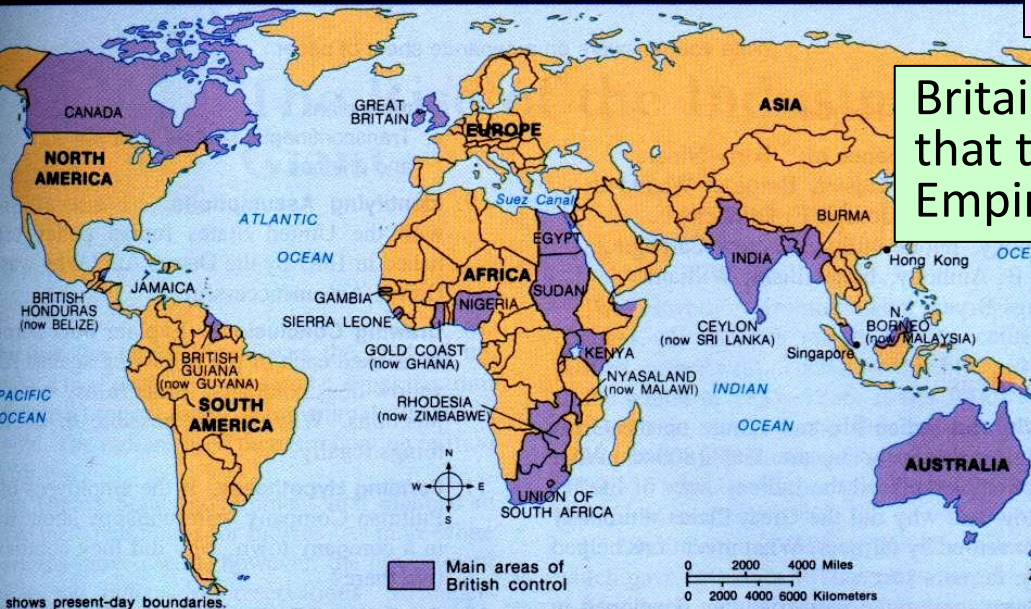 Britai
that t
Empi
CANADA
NORTH
AMERICA
GREAT
BRITAIN
EUROPE
ASIA
ATLANTIC
OCEAN
Suez Canal
EGYPT
BURMA
INDIA
Hong Kong
OCE
JAMAICA
BRITISH
HONDURAS
(now BELIZE)
AFRICA
GAMBIA
SIERRA LEONE
NIGERIA
SUDAN
GOLD COAST
(now GHANA)
KENYA
CEYLON
(now SRI LANKA)
N.
BORNEO
(now MALAYSIA)
Singapore
BRITISH
GUIANA
(now GUYANA)
NYASALAND
(now MALAWI)
INDIAN
OCEAN
PACIFIC
OCEAN
SOUTH
AMERICA
RHODESIA
(now ZIMBABWE)
AUSTRALIA
N
W
E
S
UNION OF
SOUTH AFRICA
Main areas of
British control
0 2000 4000 Miles
0 2000 4000 6000 Kilometers
shows present-day boundaries.